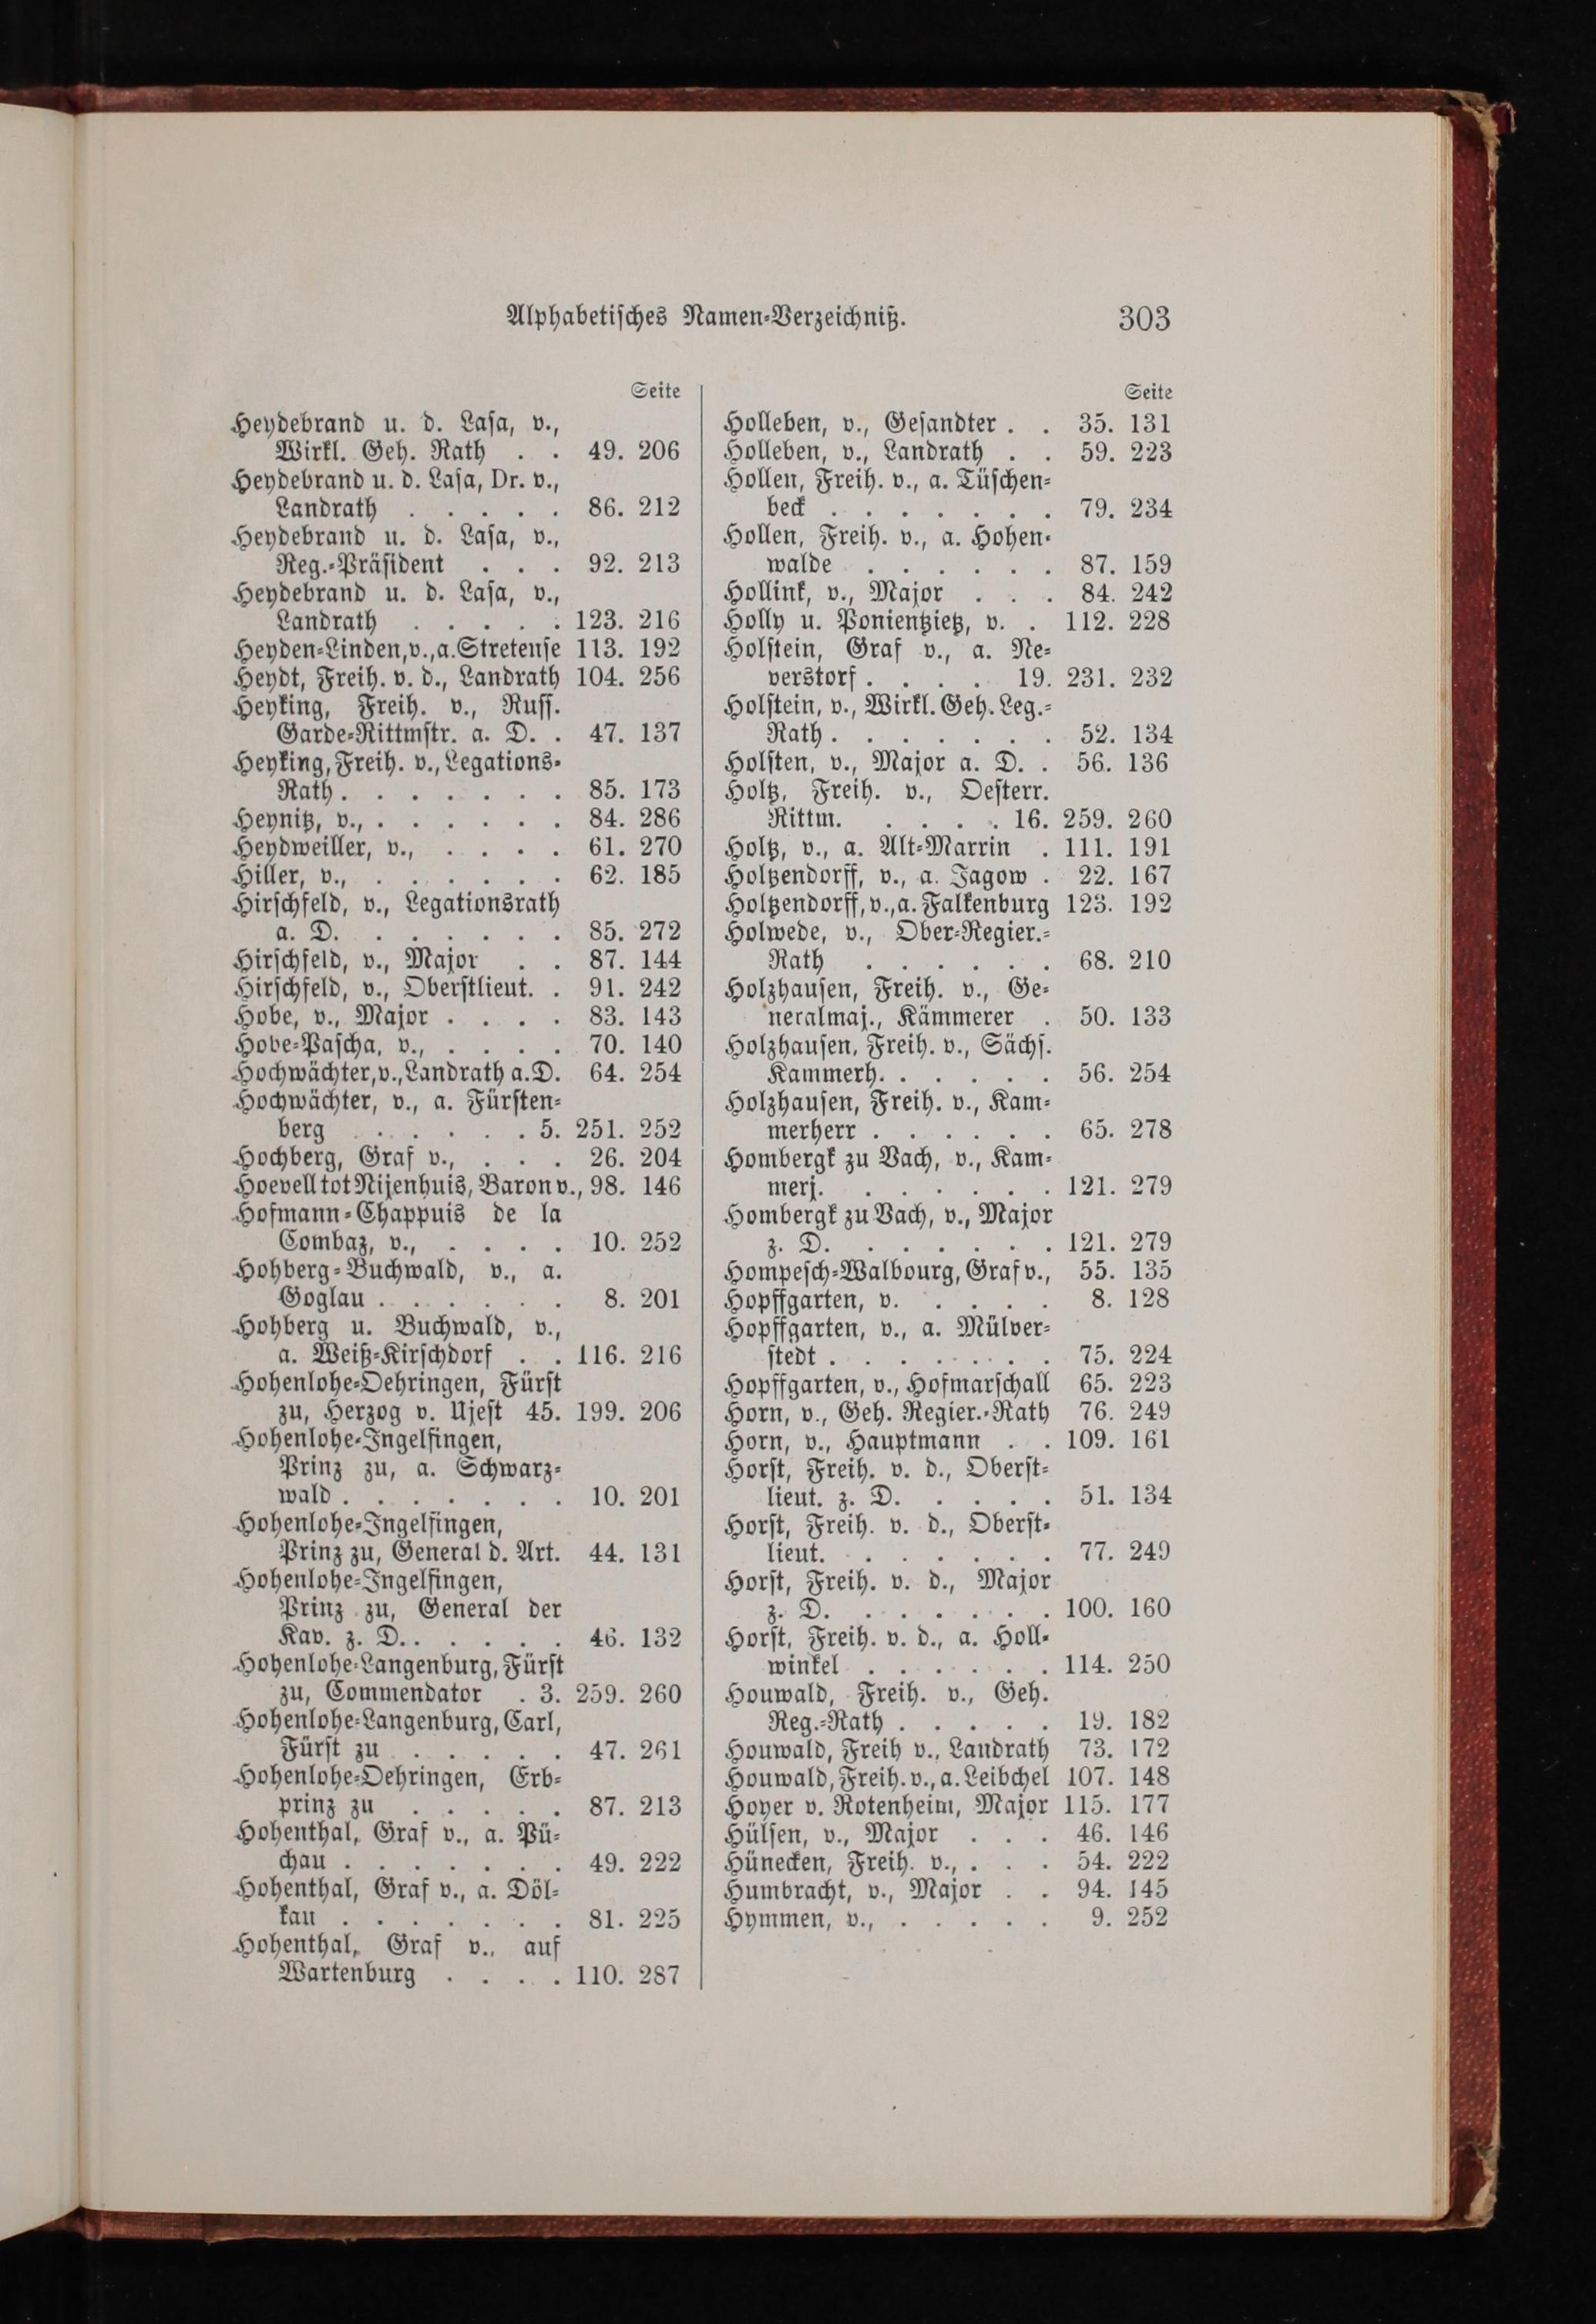 Alphabetisches Namen-Verzeichniß. 303
Seite
Heydebrand u. d. Lasa, v.,
Wirkl. Geh. Rath . . 49. 206
Heydebrand u. d. Lasa, Dr. v.,
Landrath . . . . . 86. 212
Heydebrand u. d. Lasa, v.,
Reg.-Präsident . . . 92. 213
Heydebrand u. d. Lasa, v.,
Landrath . . . . . 123. 216
Heyden-Linden, v., a. Stretense 113. 192
Heydt, Freih. v. d., Landrath 104. 256
Heyking, Freih. v., Russ.
Garde-Rittmstr. a. D. . 47. 137
Heyking, Freih. v., Legations-
Rath . . . . . . . 85. 173
Heynitz, v., . . . . . . 84. 286
Heydweiller, v., . . . . 61. 270
Hiller, v., . . . . . . 62. 185
Hirschfeld, v., Legationsrath
a. D. . . . . . . 85. 272
Hirschfeld, v., Major . . 87. 144
Hirschfeld, v., Oberstlieut. . 91. 242
Hobe, v., Major . . . . 83. 143
Hobe-Pascha, v., . . . . 70. 140
Hochwächter, v., Landrath a. D. 64. 254
Hochwächter, v., a. Fürsten-
berg . . . . . . 5. 251. 252
Hochberg, Graf v., . . . 26. 204
Hoevell tot Nijenhuis, Baron v., 98. 146
Hofmann-Chappuis de la
Combaz, v., . . . . 10. 252
Hohberg-Buchwald, v., a.
Goglau . . . . . . 8. 201
Hohberg u. Buchwald, v.,
a. Weiß-Kirschdorf . . 116. 216
Hohenlohe-Oehringen, Fürst
zu, Herzog v. Ujest 45. 199. 206
Hohenlohe-Ingelfingen,
Prinz zu, a. Schwarz-
wald . . . . . . . 10. 201
Hohenlohe-Ingelfingen,
Prinz zu, General d. Art. 44. 131
Hohenlohe-Ingelfingen,
Prinz zu, General der
Kav. z. D. . . . . . 46. 132
Hohenlohe-Langenburg, Fürst
zu, Commendator . 3. 259. 260
Hohenlohe-Langenburg, Carl,
Fürst zu . . . . . 47. 261
Hohenlohe-Oehringen, Erb-
prinz zu . . . . . 87. 213
Hohenthal, Graf v., a. Pü-
chau . . . . . . . 49. 222
Hohenthal, Graf v., a. Döl-
kau . . . . . . . 81. 225
Hohenthal, Graf v., auf
Wartenburg . . . . 110. 287
Seite
Holleben, v., Gesandter . . 35. 131
Holleben, v., Landrath . . 59. 223
Hollen, Freih. v., a. Tüschen-
beck . . . . . . . 79. 234
Hollen, Freih. v., a. Hohen-
walde . . . . . . 87. 159
Hollink, v., Major . . . 84. 242
Holly u. Ponientzietz, v. . 112. 228
Holstein, Graf v., a. Ne-
verstorf . . . . 19. 231. 232
Holstein, v., Wirkl. Geh. Leg.-
Rath . . . . . . . 52. 134
Holsten, v., Major a. D. . 56. 136
Holtz, Freih. v., Oesterr.
Rittm. . . . . 16. 259. 260
Holtz, v., a. Alt-Marrin . 111. 191
Holtzendorff, v., a. Jagow . 22. 167
Holtzendorff, v., a. Falkenburg 123. 192
Holwede, v., Ober-Regier.-
Rath . . . . . . 68. 210
Holzhausen, Freih. v., Ge-
neralmaj., Kämmerer . 50. 133
Holzhausen, Freih. v., Sächs.
Kammerh. . . . . . 56. 254
Holzhausen, Freih. v., Kam-
merherr . . . . . . 65. 278
Hombergk zu Vach, v., Kam-
merj. . . . . . . 121. 279
Hombergk zu Vach, v., Major
z. D. . . . . . . 121. 279
Hompesch-Walbourg, Graf v., 55. 135
Hopffgarten, v. . . . . 8. 128
Hopffgarten, v., a. Mülver-
stedt . . . . . . . . 75. 224
Hopffgarten, v., Hofmarschall 65. 223
Horn, v., Geh. Regier.-Rath 76. 249
Horn, v., Hauptmann . . 109. 161
Horst, Freih. v. d., Oberst-
lieut. z. D. . . . . 51. 134
Horst, Freih. v. d., Oberst-
lieut. . . . . . . 77. 249
Horst, Freih. v. d., Major
z. D. . . . . . . 100. 160
Horst, Freih. v. d., a. Holl-
winkel . . . . . . . 114. 250
Houwald, Freih. v., Geh.
Reg.-Rath . . . . . 19. 182
Houwald, Freih v., Landrath 73. 172
Houwald, Freih. v., a. Leibchel 107. 148
Hoyer v. Rotenheim, Major 115. 177
Hülsen, v., Major . . . 46. 146
Hünecken, Freih. v., . . . 54. 222
Humbracht, v., Major . . 94. 145
Hymmen, v., . . . . . 9. 252